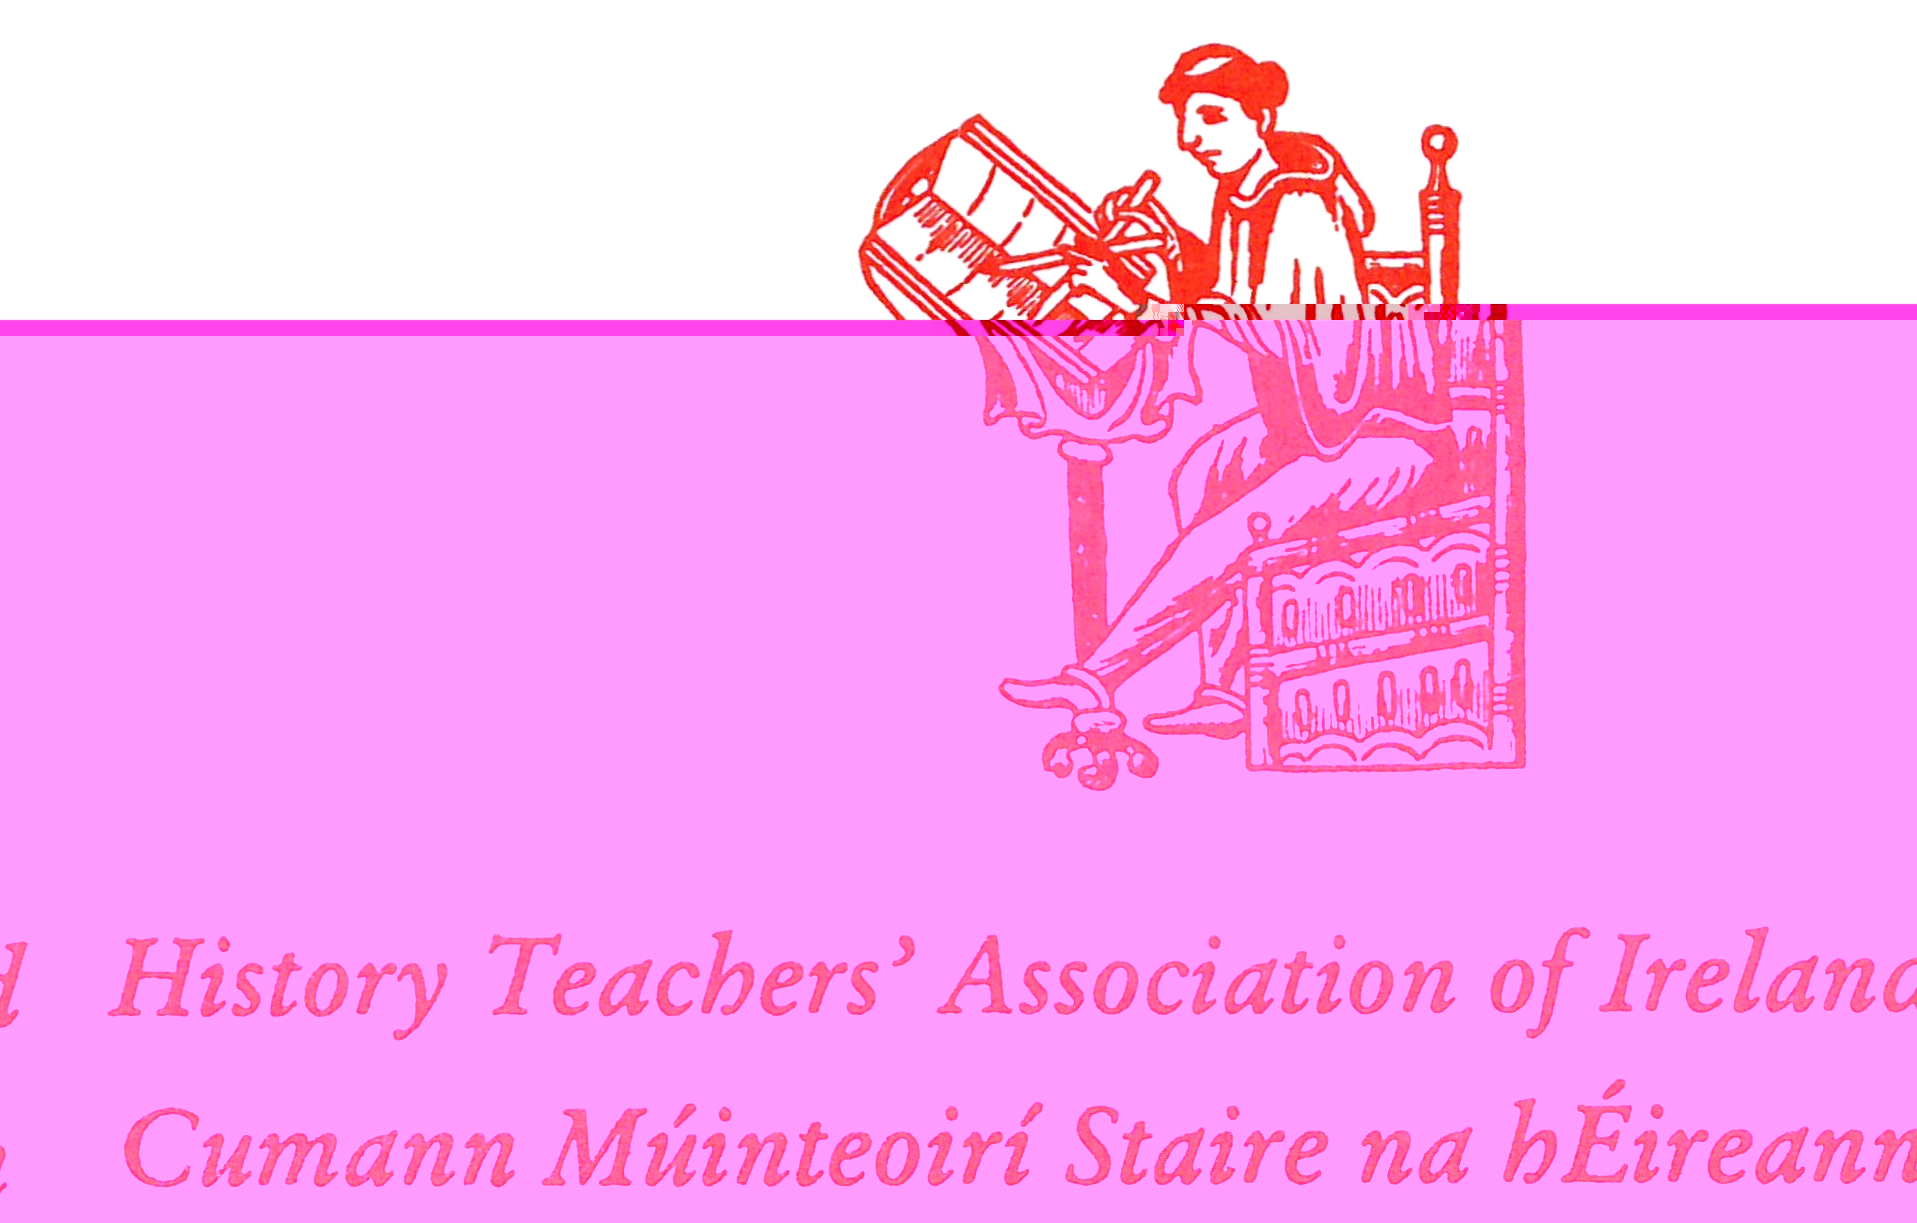 History Teachers' Association of Ireland
Cumann Múinteoirí Staire na hÉireann